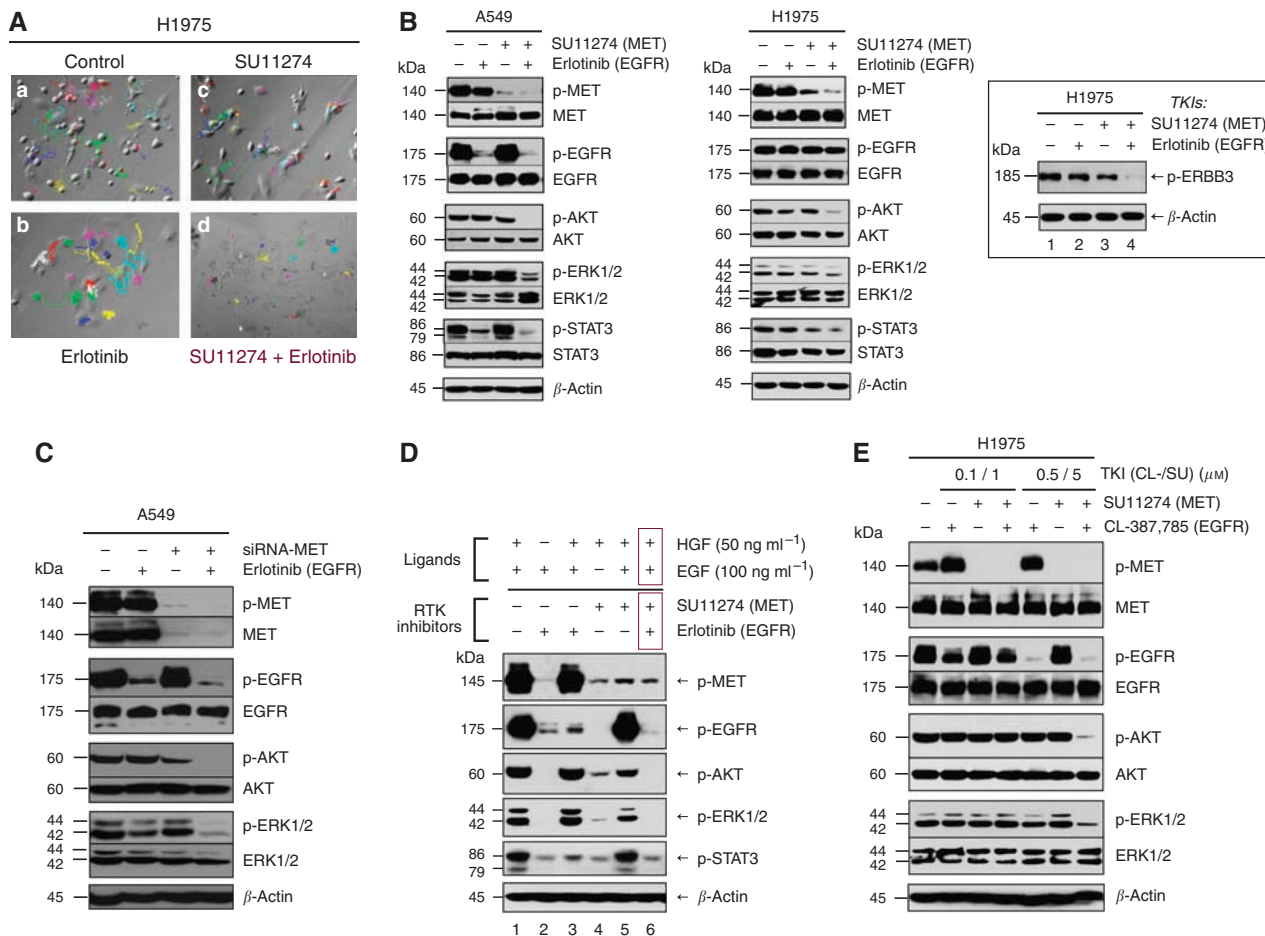 A
H1975
Control
SU11274
a
c
b
d
Erlotinib
SU11274 + Erlotinib
B
A549
– – + + SU11274 (MET)
– + – + Erlotinib (EGFR)
kDa
140 p-MET
140 MET
175 p-EGFR
175 EGFR
60 p-AKT
60 AKT
44 p-ERK1/2
42
44 ERK1/2
42
86 p-STAT3
79
86 STAT3
45 β-Actin
H1975
– – + + SU11274 (MET)
– + – + Erlotinib (EGFR)
kDa
140 p-MET
140 MET
175 p-EGFR
175 EGFR
60 p-AKT
60 AKT
44 p-ERK1/2
42
44 ERK1/2
42
86 p-STAT3
86 STAT3
45 β-Actin
H1975 TKIs:
– – + + SU11274 (MET)
– + – + Erlotinib (EGFR)
kDa
185 ←p-ERBB3
45 ← β-Actin
1 2 3 4
C
A549
– – + + siRNA-MET
– + – + Erlotinib (EGFR)
kDa
140 p-MET
140 MET
175 p-EGFR
175 EGFR
60 p-AKT
60 AKT
44 p-ERK1/2
42
44 ERK1/2
42
45 β-Actin
D
Ligands
+ – + + + + HGF (50 ng ml⁻¹)
+ + + – + + EGF (100 ng ml⁻¹)
RTK inhibitors
– – – + + + SU11274 (MET)
– + + – – + Erlotinib (EGFR)
kDa
145 ← p-MET
175 ← p-EGFR
60 ← p-AKT
44 ← p-ERK1/2
42
86 ← p-STAT3
79
45 ← β-Actin
1 2 3 4 5 6
E
H1975
0.1 / 1 0.5 / 5 TKI (CL-/SU) (μM)
– – + + – + + SU11274 (MET)
– + – + + – + CL-387,785 (EGFR)
kDa
140 p-MET
140 MET
175 p-EGFR
175 EGFR
60 p-AKT
60 AKT
44 p-ERK1/2
42
44 ERK1/2
42
45 β-Actin